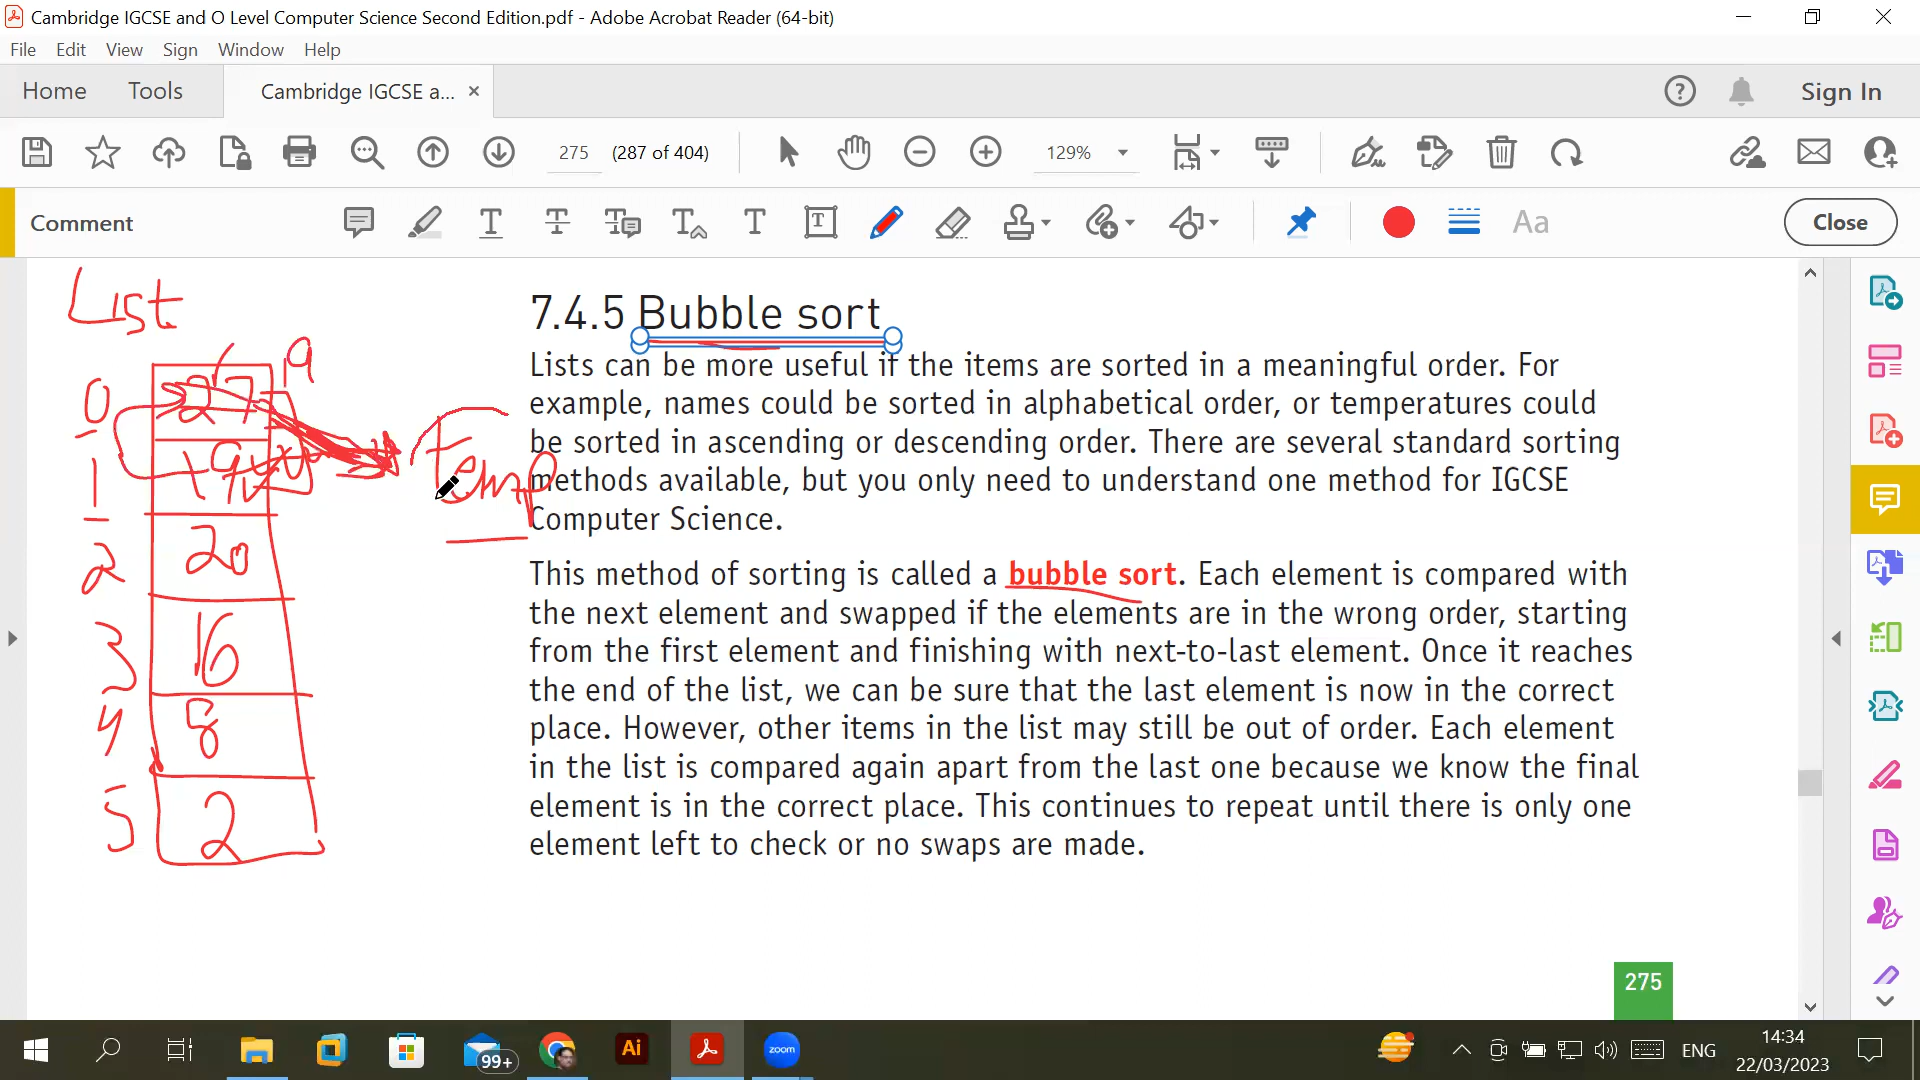 Cambridge IGCSE and O Level Computer Science Second Edition.pdf - Adobe Acrobat Reader (64-bit)
File Edit View Sign Window Help
Home Tools Cambridge IGCSE a... Sign In
275 (287 of 404) 129%
Comment Aa Close
List
19
0 27
1 19
2 20
3 16
4 8
5 2
Temp
7.4.5 Bubble sort
Lists can be more useful if the items are sorted in a meaningful order. For
example, names could be sorted in alphabetical order, or temperatures could
be sorted in ascending or descending order. There are several standard sorting
methods available, but you only need to understand one method for IGCSE
Computer Science.
This method of sorting is called a bubble sort. Each element is compared with
the next element and swapped if the elements are in the wrong order, starting
from the first element and finishing with next-to-last element. Once it reaches
the end of the list, we can be sure that the last element is now in the correct
place. However, other items in the list may still be out of order. Each element
in the list is compared again apart from the last one because we know the final
element is in the correct place. This continues to repeat until there is only one
element left to check or no swaps are made.
275
99+
Ai
zoom
ENG
14:34
22/03/2023